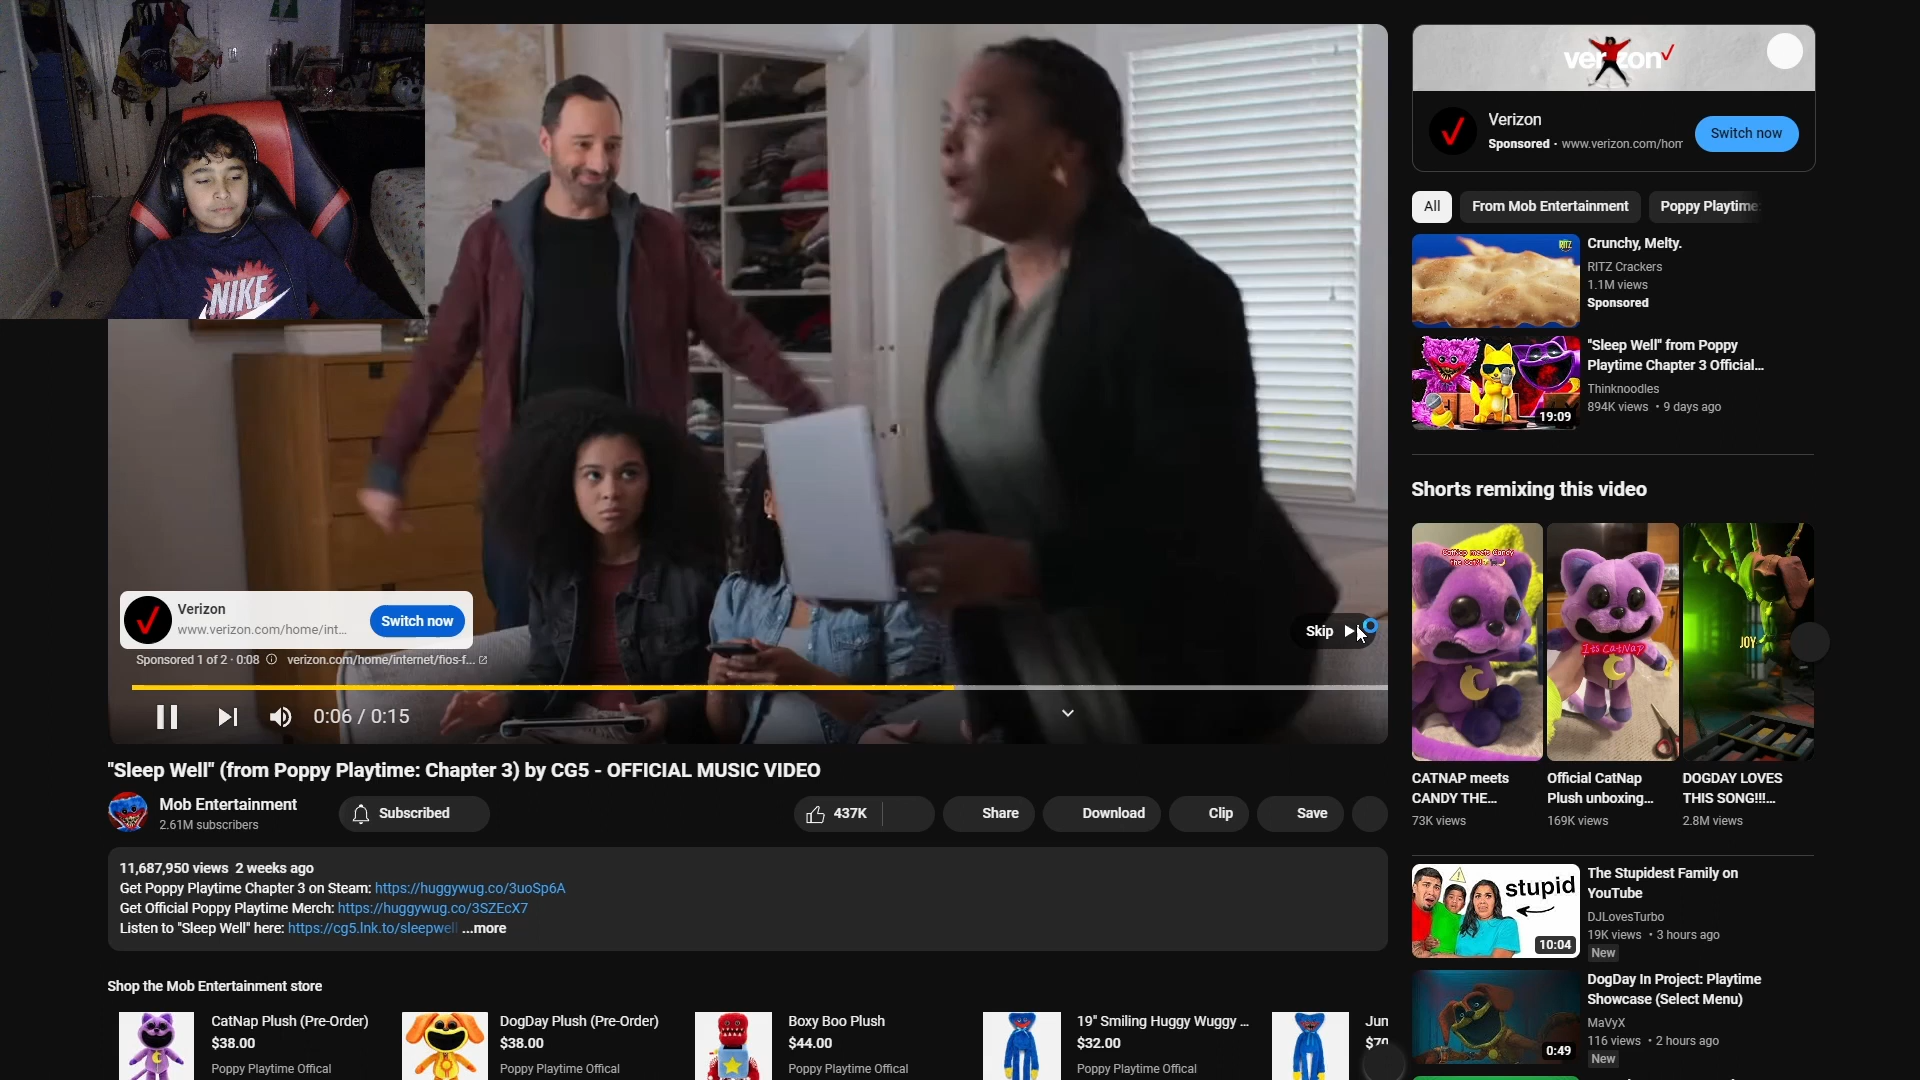 NIKE
verizon
Verizon
Sponsored · www.verizon.com/hom
Switch now
All
From Mob Entertainment
Poppy Playtime:
RITZ
Crunchy, Melty.
RITZ Crackers
1.1M views
Sponsored
19:09
"Sleep Well" from Poppy
Playtime Chapter 3 Official...
Thinknoodles
894K views • 9 days ago
Shorts remixing this video
CatNap meets Candy
the Cat!
Its CatNap
JOY
CATNAP meets
CANDY THE...
73K views
Official CatNap
Plush unboxing...
169K views
DOGDAY LOVES
THIS SONG!!!...
2.8M views
stupid
10:04
The Stupidest Family on
YouTube
DJLovesTurbo
19K views • 3 hours ago
New
0:49
DogDay In Project: Playtime
Showcase (Select Menu)
MaVyX
116 views • 2 hours ago
New
Verizon
www.verizon.com/home/int...
Switch now
Sponsored 1 of 2 · 0:08 verizon.com/home/internet/fios-f...
Skip
0:06 / 0:15
"Sleep Well" (from Poppy Playtime: Chapter 3) by CG5 - OFFICIAL MUSIC VIDEO
Mob Entertainment
2.61M subscribers
Subscribed
437K
Share
Download
Clip
Save
11,687,950 views 2 weeks ago
Get Poppy Playtime Chapter 3 on Steam: https://huggywug.co/3uoSp6A
Get Official Poppy Playtime Merch: https://huggywug.co/3SZEcX7
Listen to "Sleep Well" here: https://cg5.lnk.to/sleepwell ...more
Shop the Mob Entertainment store
CatNap Plush (Pre-Order)
$38.00
Poppy Playtime Offical
DogDay Plush (Pre-Order)
$38.00
Poppy Playtime Offical
Boxy Boo Plush
$44.00
Poppy Playtime Offical
19" Smiling Huggy Wuggy ...
$32.00
Poppy Playtime Offical
Jun